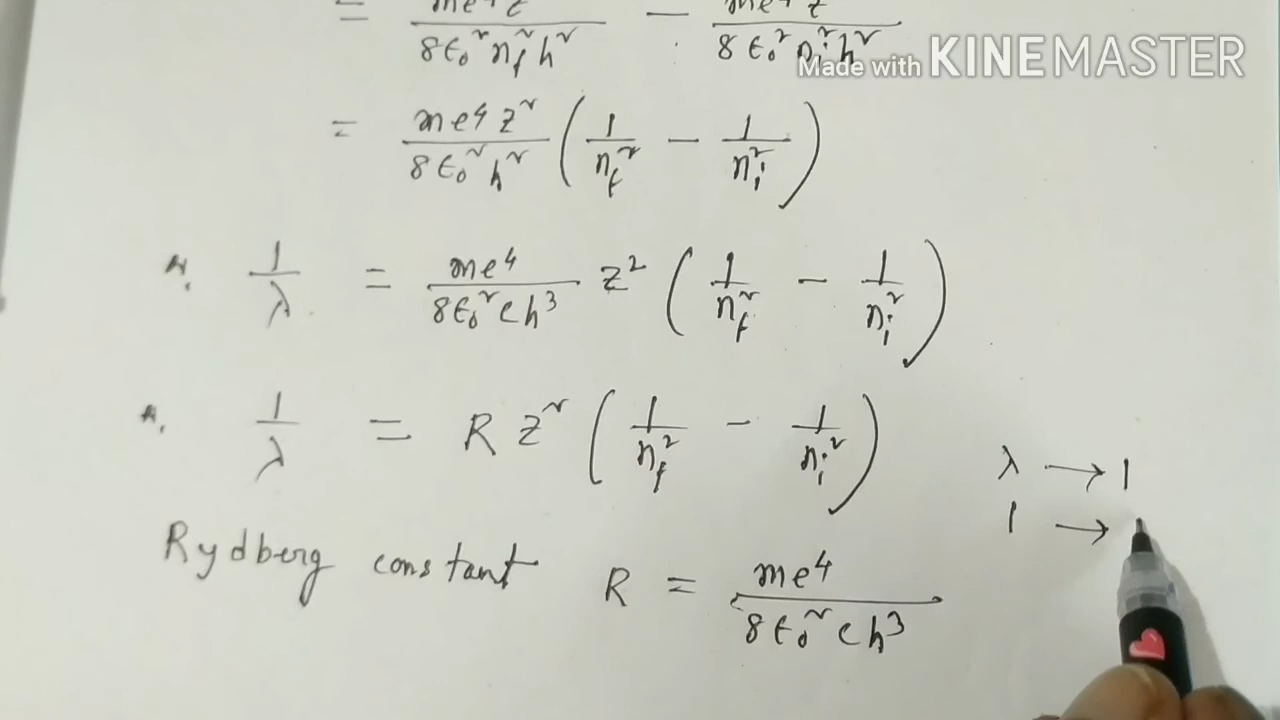 = me⁴z² / 8ε₀²n_f²h² − me⁴z² / 8ε₀²n_i²h²
Made with KINEMASTER
= me⁴z² / 8ε₀²h² (1/n_f² − 1/n_i²)
1/λ = me⁴ / 8ε₀²ch³ z² (1/n_f² − 1/n_i²)
1/λ = R z² (1/n_f² − 1/n_i²)
λ → 1
1 →
Rydberg constant R = me⁴ / 8ε₀²ch³